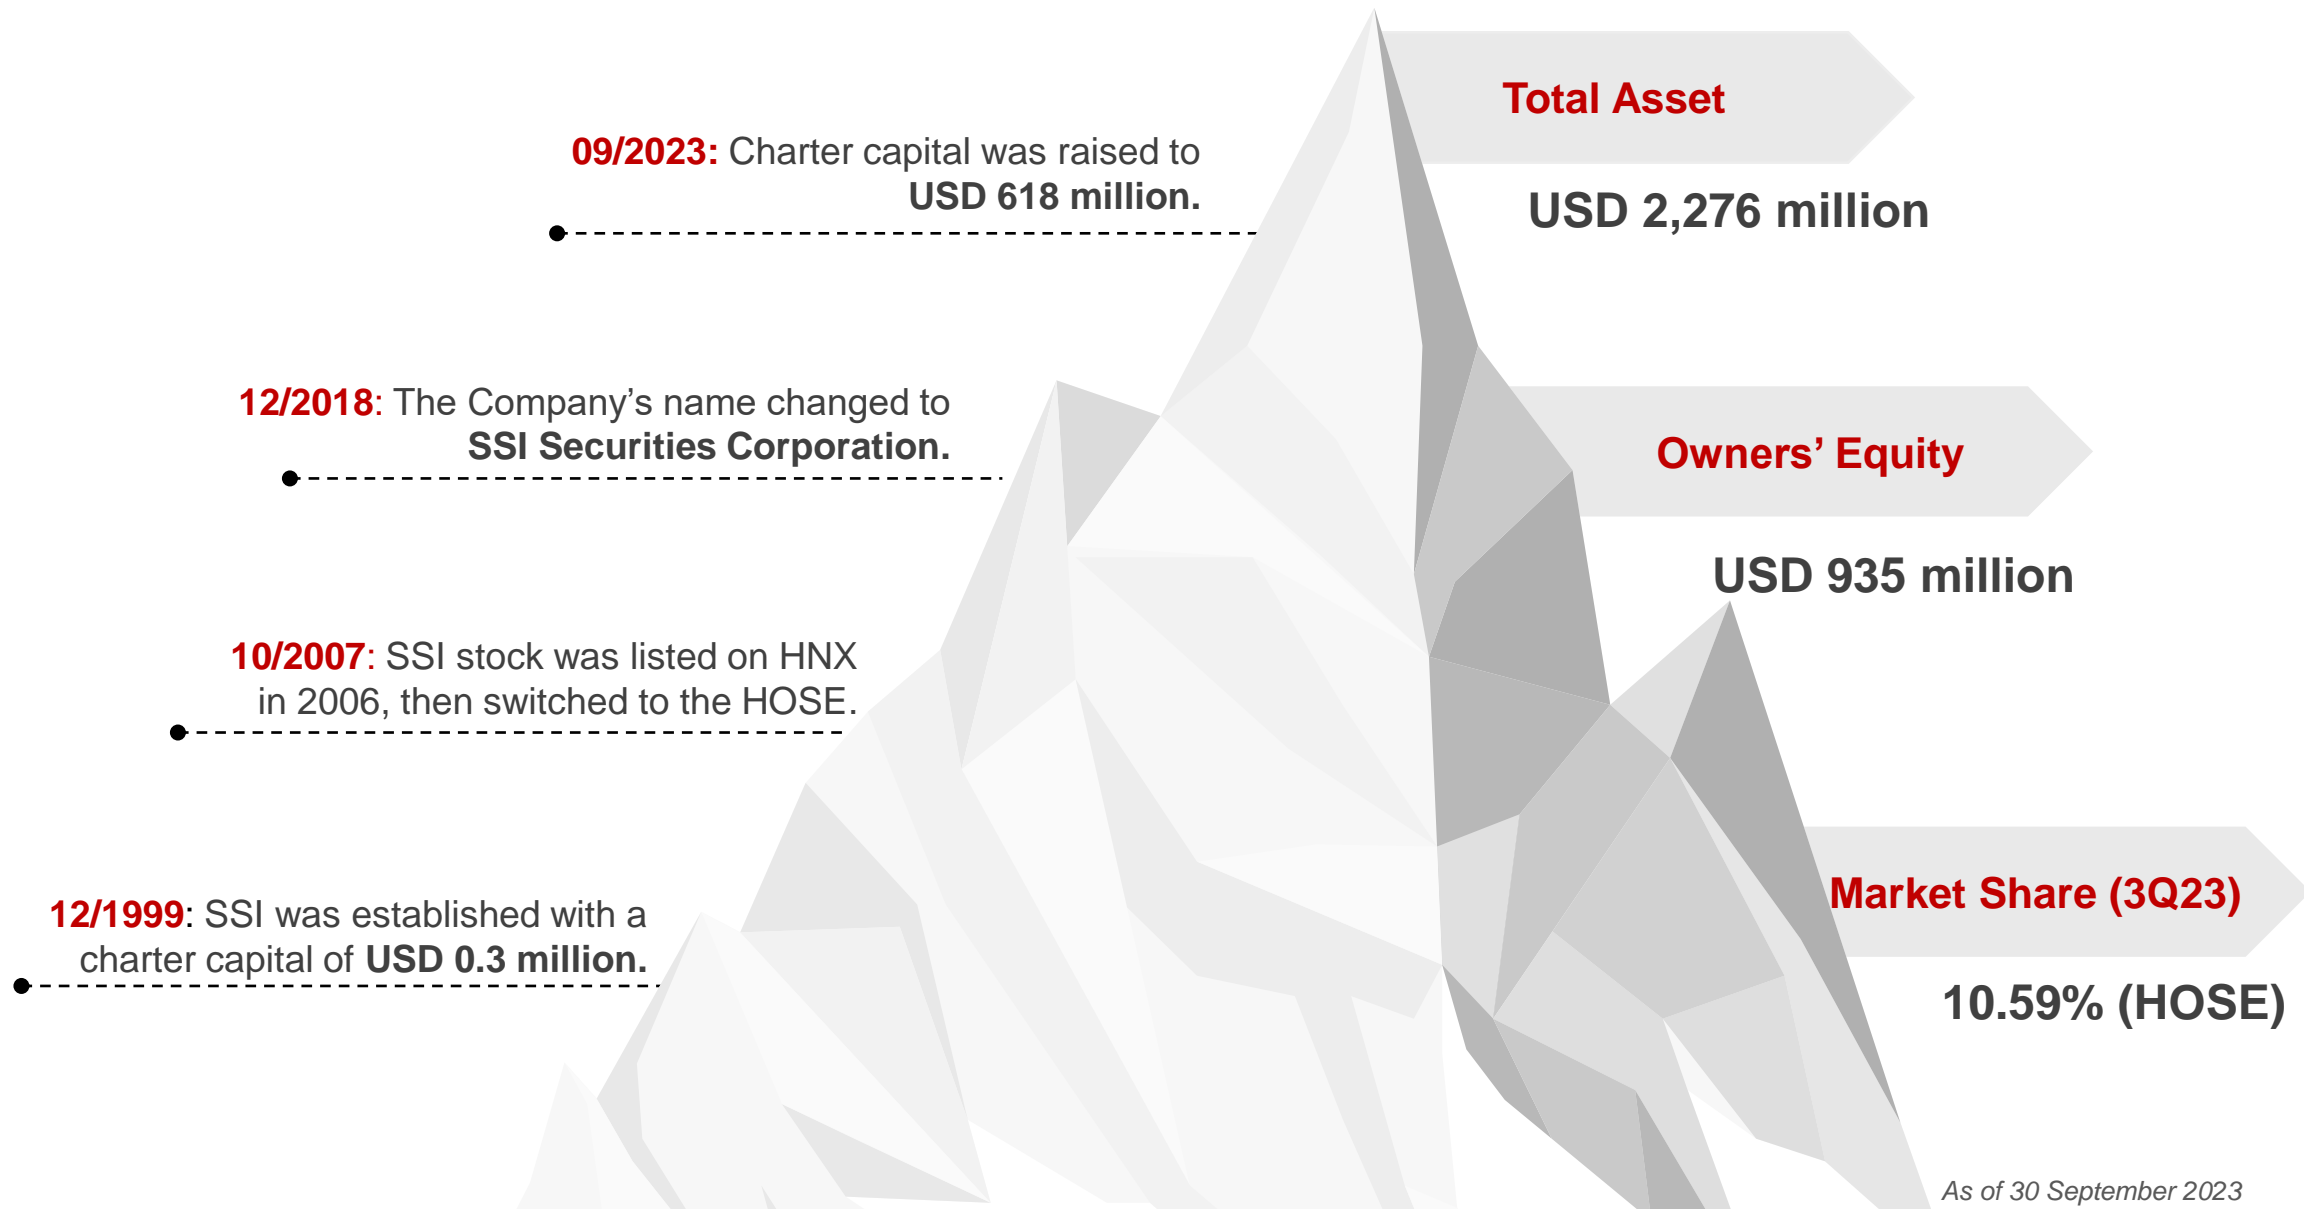 09/2023: Charter capital was raised to
USD 618 million.
12/2018: The Company’s name changed to
SSI Securities Corporation.
10/2007: SSI stock was listed on HNX
in 2006, then switched to the HOSE.
12/1999: SSI was established with a
charter capital of USD 0.3 million.
Total Asset
USD 2,276 million
Owners’ Equity
USD 935 million
Market Share (3Q23)
10.59% (HOSE)
As of 30 September 2023